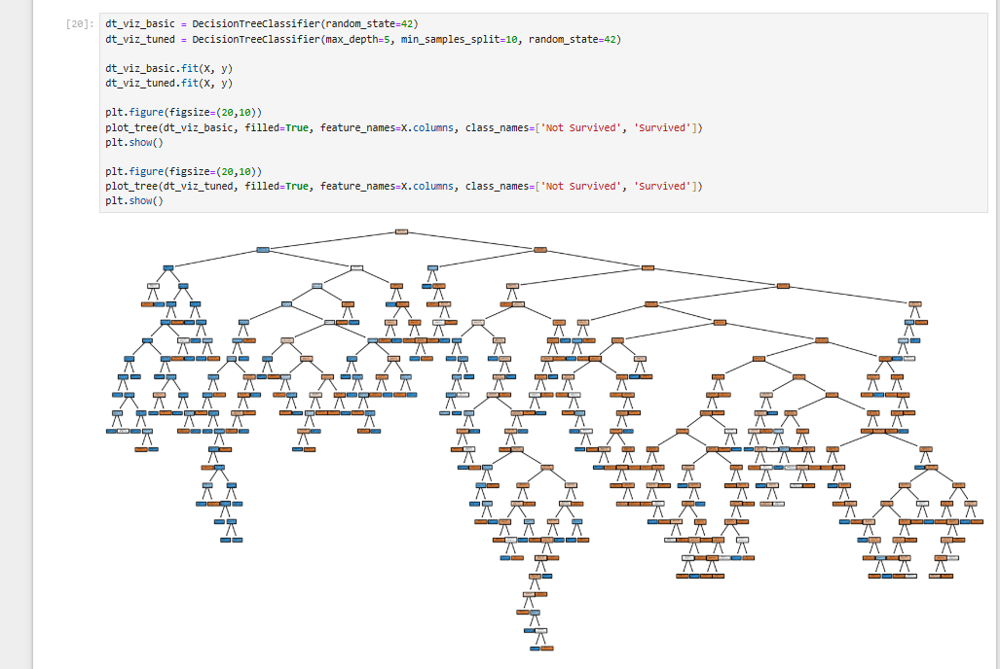 [20]: dt_viz_basic = DecisionTreeClassifier(random_state=42)
dt_viz_tuned = DecisionTreeClassifier(max_depth=5, min_samples_split=10, random_state=42)
dt_viz_basic.fit(X, y)
dt_viz_tuned.fit(X, y)
plt.figure(figsize=(20,10))
plot_tree(dt_viz_basic, filled=True, feature_names=X.columns, class_names=['Not Survived', 'Survived'])
plt.show()
plt.figure(figsize=(20,10))
plot_tree(dt_viz_tuned, filled=True, feature_names=X.columns, class_names=['Not Survived', 'Survived'])
plt.show()